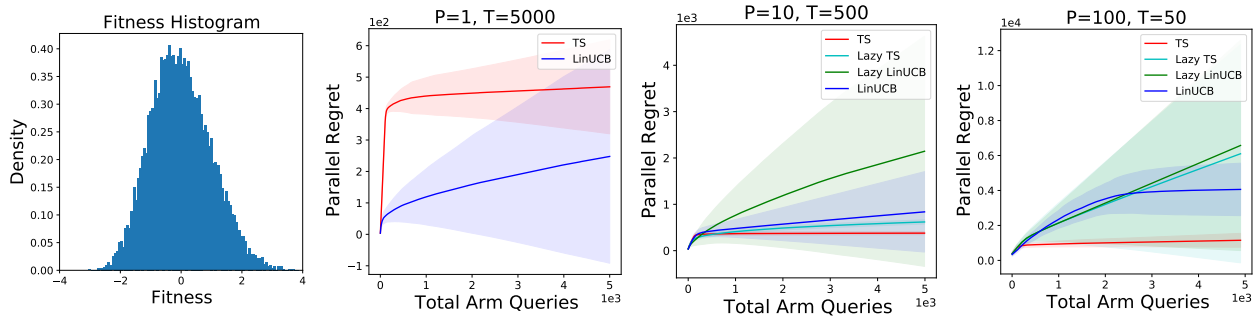 Fitness Histogram
Density
0.40
0.35
0.30
0.25
0.20
0.15
0.10
0.05
0.00
−4 −2 0 2 4
Fitness
P=1, T=5000
1e2
Parallel Regret
6
5
4
3
2
1
0
−1
TS
LinUCB
0 1 2 3 4 5
1e3
Total Arm Queries
P=10, T=500
1e3
Parallel Regret
4
3
2
1
0
TS
Lazy TS
Lazy LinUCB
LinUCB
0 1 2 3 4 5
1e3
Total Arm Queries
P=100, T=50
1e4
Parallel Regret
1.2
1.0
0.8
0.6
0.4
0.2
0.0
TS
Lazy TS
Lazy LinUCB
LinUCB
0 1 2 3 4 5
1e3
Total Arm Queries